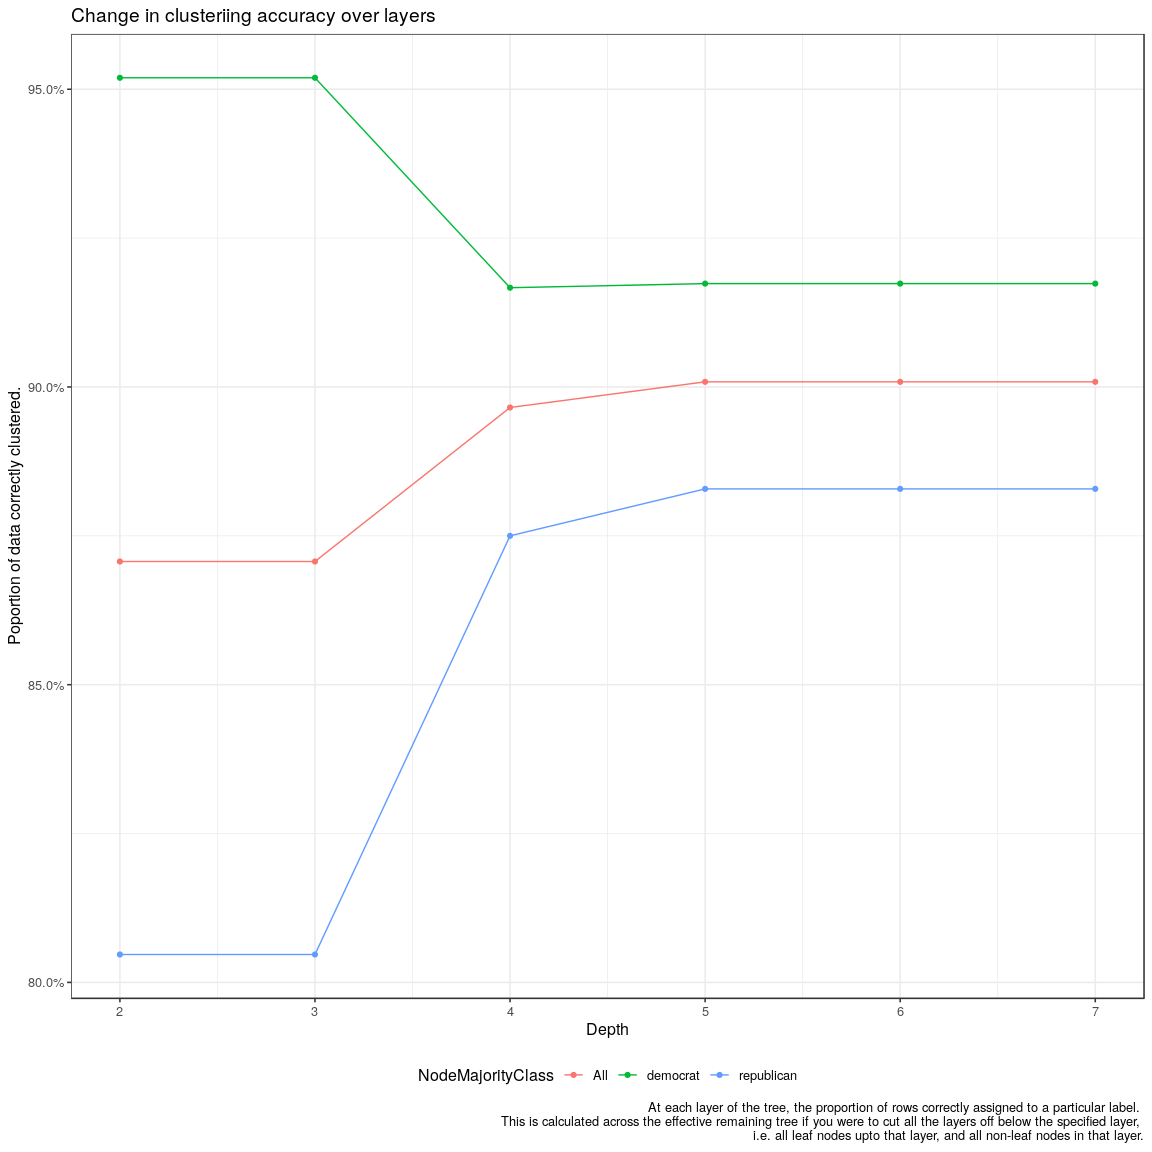 Change in clusteriing accuracy over layers
Poportion of data correctly clustered.
95.0%
90.0%
85.0%
80.0%
2 3 4 5 6 7
Depth
NodeMajorityClass All democrat republican
At each layer of the tree, the proportion of rows correctly assigned to a particular label.
This is calculated across the effective remaining tree if you were to cut all the layers off below the specified layer,
i.e. all leaf nodes upto that layer, and all non-leaf nodes in that layer.